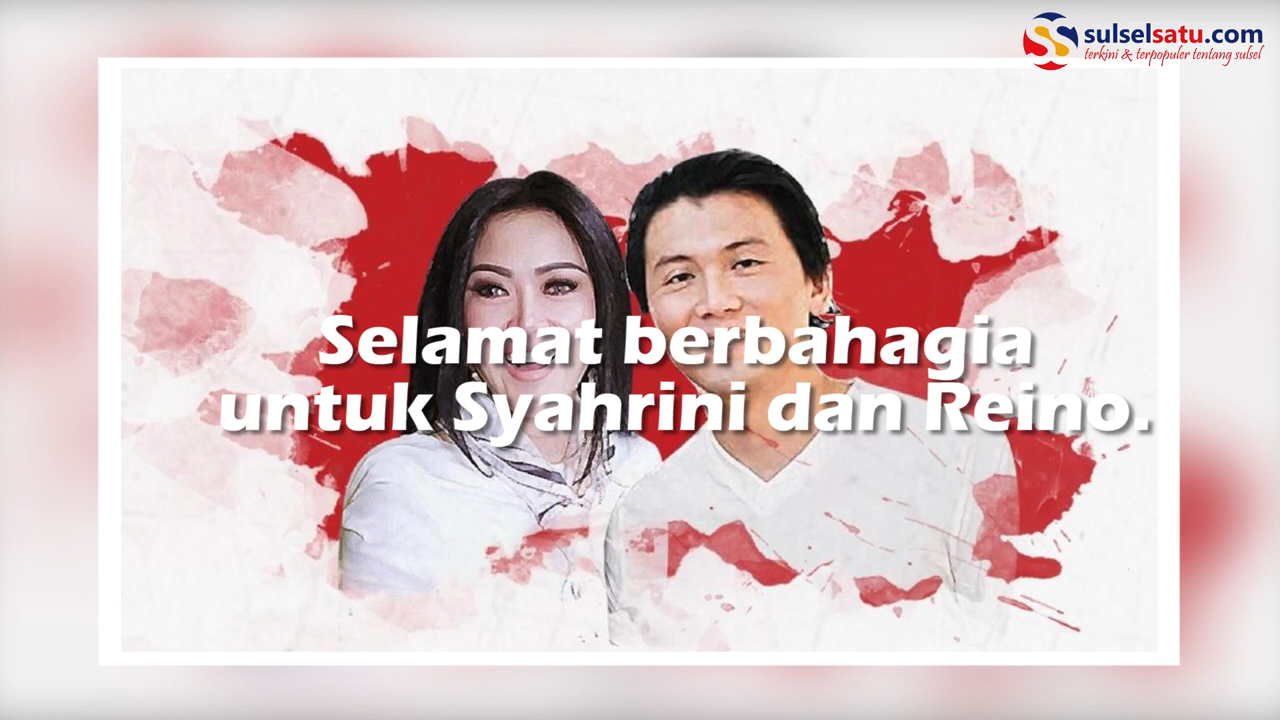 sulselsatu.com
terkini & terpopuler tentang sulsel
Selamat berbahagia
untuk Syahrini dan Reino.